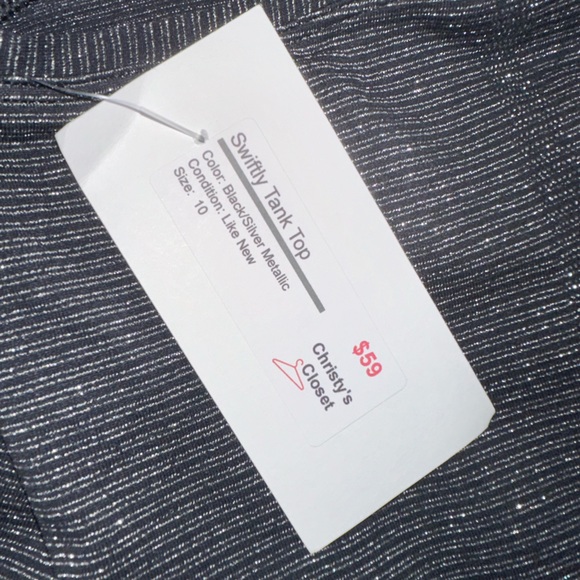 Swiftly Tank Top
Color: Black/Silver Metallic
Condition: Like New
Size: 10
$59
Christy's
Closet